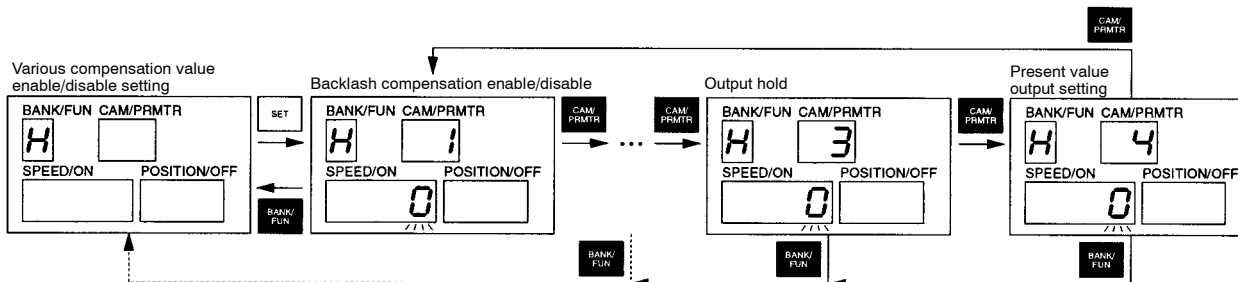 CAM/
PRMTR
Various compensation value
enable/disable setting
BANK/FUN CAM/PRMTR
H
SPEED/ON POSITION/OFF
SET
BANK/
FUN
Backlash compensation enable/disable
BANK/FUN CAM/PRMTR
H 1
SPEED/ON POSITION/OFF
0
CAM/
PRMTR
...
CAM/
PRMTR
BANK/
FUN
Output hold
BANK/FUN CAM/PRMTR
H 3
SPEED/ON POSITION/OFF
0
BANK/
FUN
CAM/
PRMTR
Present value
output setting
BANK/FUN CAM/PRMTR
H 4
SPEED/ON POSITION/OFF
0
BANK/
FUN